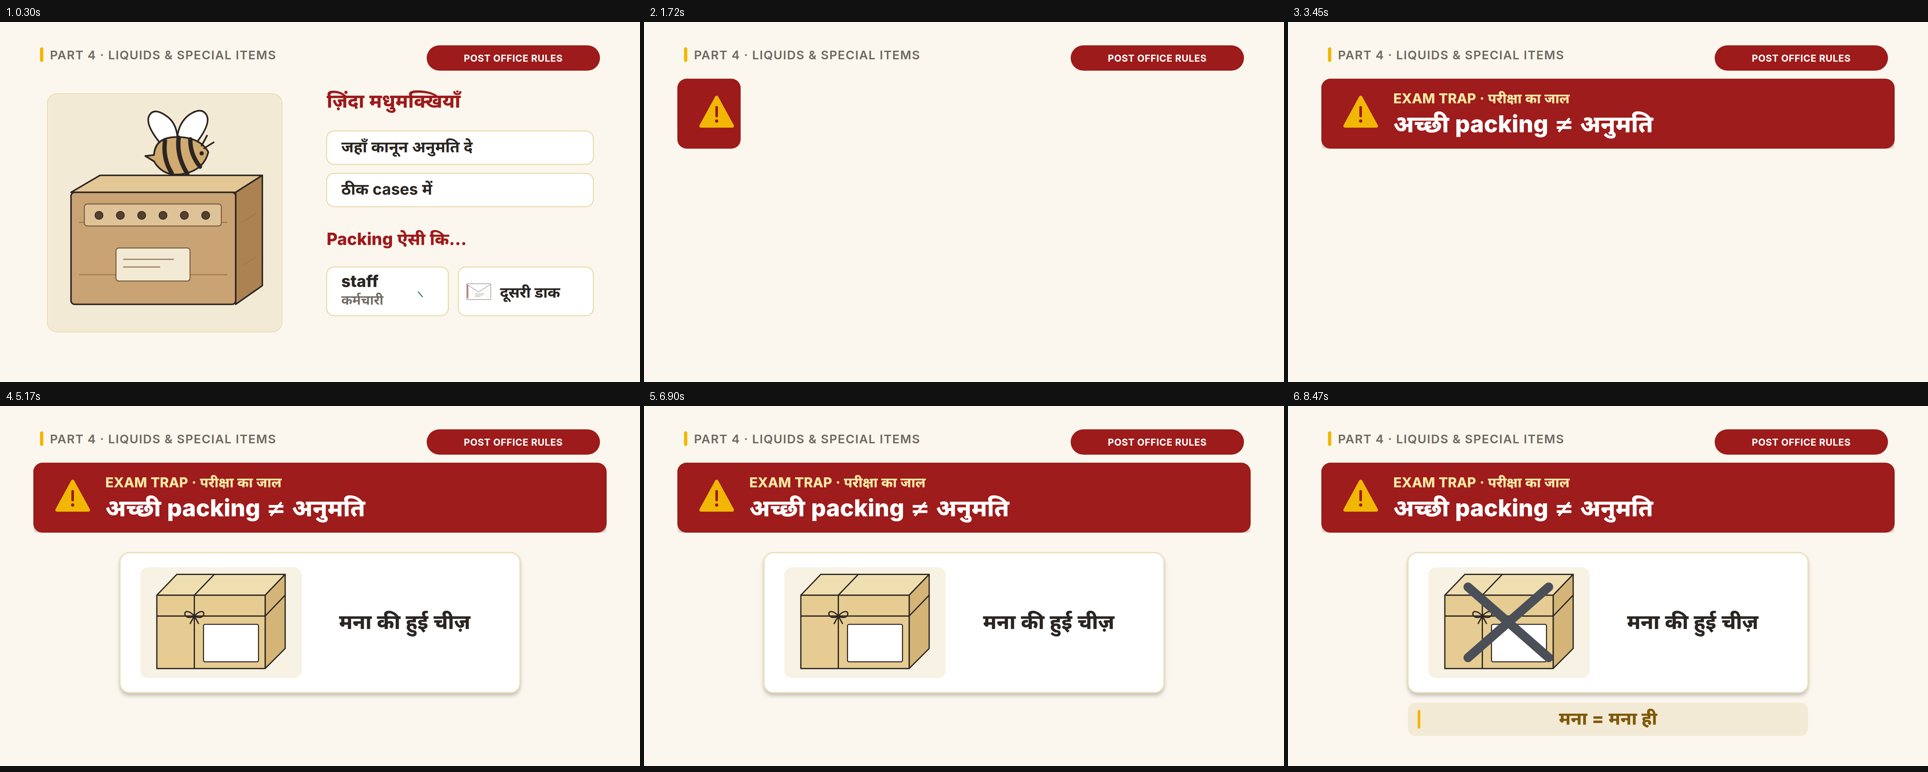 1. 0.30s
PART 4 · LIQUIDS & SPECIAL ITEMS
POST OFFICE RULES
ज़िंदा मधुमक्खियाँ
जहाँ कानून अनुमति दे
ठीक cases में
Packing ऐसी कि...
staff
कर्मचारी
दूसरी डाक
2. 1.72s
PART 4 · LIQUIDS & SPECIAL ITEMS
POST OFFICE RULES
3. 3.45s
PART 4 · LIQUIDS & SPECIAL ITEMS
POST OFFICE RULES
EXAM TRAP · परीक्षा का जाल
अच्छी packing ≠ अनुमति
4. 5.17s
PART 4 · LIQUIDS & SPECIAL ITEMS
POST OFFICE RULES
EXAM TRAP · परीक्षा का जाल
अच्छी packing ≠ अनुमति
मना की हुई चीज़
5. 6.90s
PART 4 · LIQUIDS & SPECIAL ITEMS
POST OFFICE RULES
EXAM TRAP · परीक्षा का जाल
अच्छी packing ≠ अनुमति
मना की हुई चीज़
6. 8.47s
PART 4 · LIQUIDS & SPECIAL ITEMS
POST OFFICE RULES
EXAM TRAP · परीक्षा का जाल
अच्छी packing ≠ अनुमति
मना की हुई चीज़
मना = मना ही